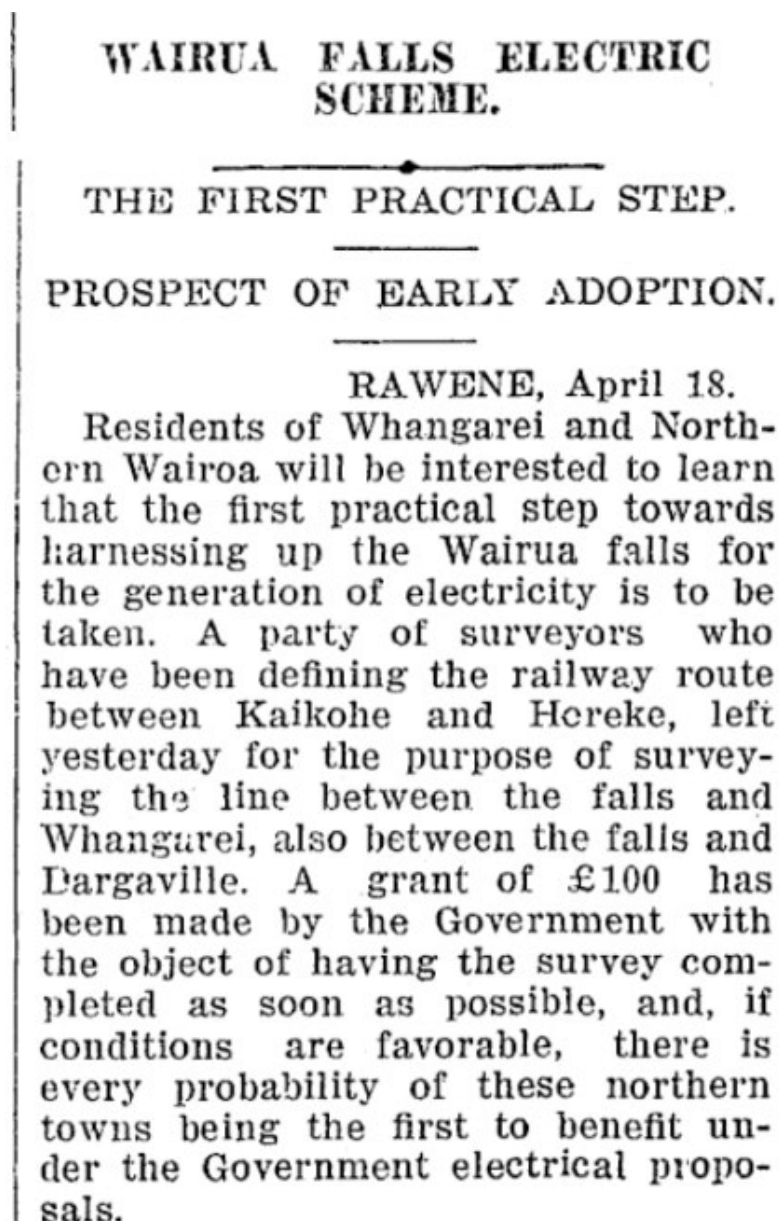 WAIRUA FALLS ELECTRIC
SCHEME.
THE FIRST PRACTICAL STEP.
PROSPECT OF EARLY ADOPTION.
RAWENE, April 18.
Residents of Whangarei and North-
ern Wairoa will be interested to learn
that the first practical step towards
harnessing up the Wairua falls for
the generation of electricity is to be
taken. A party of surveyors who
have been defining the railway route
between Kaikohe and Hereke, left
yesterday for the purpose of survey-
ing the line between the falls and
Whangarei, also between the falls and
Dargaville. A grant of £100 has
been made by the Government with
the object of having the survey com-
pleted as soon as possible, and, if
conditions are favorable, there is
every probability of these northern
towns being the first to benefit un-
der the Government electrical propo-
sals.